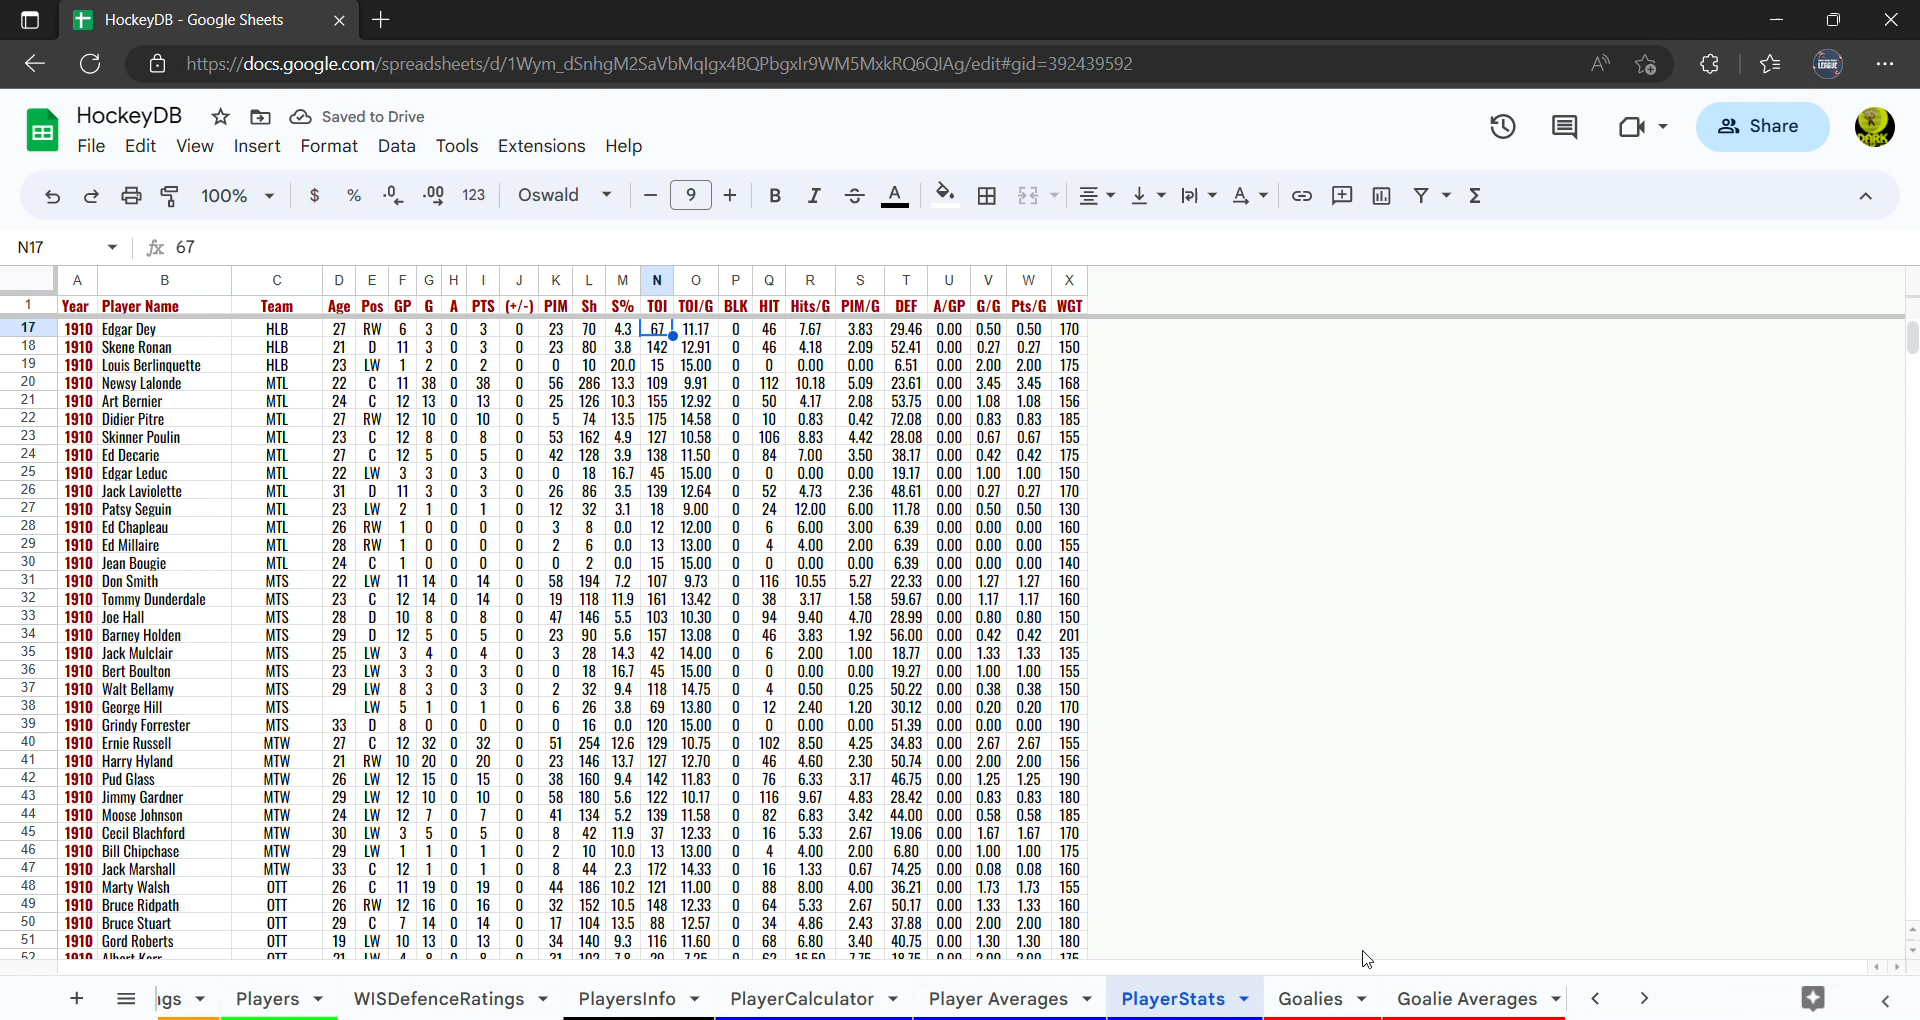 HockeyDB - Google Sheets
https://docs.google.com/spreadsheets/d/1Wym_dSnhgM2SaVbMqlgx4BQPbgxlr9WM5MxkRQ6QIAg/edit#gid=392439592
HockeyDB Saved to Drive
File Edit View Insert Format Data Tools Extensions Help
Share
100% $ % .0 .00 123 Oswald 9 B I A
N17 fx 67
A B C D E F G H I J K L M N O P Q R S T U V W X
1 Year Player Name Team Age Pos GP G A PTS (+/-) PIM Sh S% TOI TOI/G BLK HIT Hits/G PIM/G DEF A/GP G/G Pts/G WGT
17 1910 Edgar Dey HLB 27 RW 6 3 0 3 0 23 70 4.3 67 11.17 0 46 7.67 3.83 29.46 0.00 0.50 0.50 170
18 1910 Skene Ronan HLB 21 D 11 3 0 3 0 23 80 3.8 142 12.91 0 46 4.18 2.09 52.41 0.00 0.27 0.27 150
19 1910 Louis Berlinquette HLB 23 LW 1 2 0 2 0 0 10 20.0 15 15.00 0 0 0.00 0.00 6.51 0.00 2.00 2.00 175
20 1910 Newsy Lalonde MTL 22 C 11 38 0 38 0 56 286 13.3 109 9.91 0 112 10.18 5.09 23.61 0.00 3.45 3.45 168
21 1910 Art Bernier MTL 24 C 12 13 0 13 0 25 126 10.3 155 12.92 0 50 4.17 2.08 53.75 0.00 1.08 1.08 156
22 1910 Didier Pitre MTL 27 RW 12 10 0 10 0 5 74 13.5 175 14.58 0 10 0.83 0.42 72.08 0.00 0.83 0.83 185
23 1910 Skinner Poulin MTL 23 C 12 8 0 8 0 53 162 4.9 127 10.58 0 106 8.83 4.42 28.08 0.00 0.67 0.67 155
24 1910 Ed Decarie MTL 27 C 12 5 0 5 0 42 128 3.9 138 11.50 0 84 7.00 3.50 38.17 0.00 0.42 0.42 175
25 1910 Edgar Leduc MTL 22 LW 3 3 0 3 0 0 18 16.7 45 15.00 0 0 0.00 0.00 19.17 0.00 1.00 1.00 150
26 1910 Jack Laviolette MTL 31 D 11 3 0 3 0 26 86 3.5 139 12.64 0 52 4.73 2.36 48.61 0.00 0.27 0.27 170
27 1910 Patsy Seguin MTL 23 LW 2 1 0 1 0 12 32 3.1 18 9.00 0 24 12.00 6.00 11.78 0.00 0.50 0.50 130
28 1910 Ed Chapleau MTL 26 RW 1 0 0 0 0 3 8 0.0 12 12.00 0 6 6.00 3.00 6.39 0.00 0.00 0.00 160
29 1910 Ed Millaire MTL 28 RW 1 0 0 0 0 2 6 0.0 13 13.00 0 4 4.00 2.00 6.39 0.00 0.00 0.00 155
30 1910 Jean Bougie MTL 24 C 1 0 0 0 0 0 2 0.0 15 15.00 0 0 0.00 0.00 6.39 0.00 0.00 0.00 140
31 1910 Don Smith MTS 22 LW 11 14 0 14 0 58 194 7.2 107 9.73 0 116 10.55 5.27 22.33 0.00 1.27 1.27 160
32 1910 Tommy Dunderdale MTS 23 C 12 14 0 14 0 19 118 11.9 161 13.42 0 38 3.17 1.58 59.67 0.00 1.17 1.17 160
33 1910 Joe Hall MTS 28 D 10 8 0 8 0 47 146 5.5 103 10.30 0 94 9.40 4.70 28.99 0.00 0.80 0.80 150
34 1910 Barney Holden MTS 29 D 12 5 0 5 0 23 90 5.6 157 13.08 0 46 3.83 1.92 56.00 0.00 0.42 0.42 201
35 1910 Jack Mulclair MTS 25 LW 3 4 0 4 0 3 28 14.3 42 14.00 0 6 2.00 1.00 18.77 0.00 1.33 1.33 135
36 1910 Bert Boulton MTS 23 LW 3 3 0 3 0 0 18 16.7 45 15.00 0 0 0.00 0.00 19.27 0.00 1.00 1.00 155
37 1910 Walt Bellamy MTS 29 LW 8 3 0 3 0 2 32 9.4 118 14.75 0 4 0.50 0.25 50.22 0.00 0.38 0.38 150
38 1910 George Hill MTS LW 5 1 0 1 0 6 26 3.8 69 13.80 0 12 2.40 1.20 30.12 0.00 0.20 0.20 170
39 1910 Grindy Forrester MTS 33 D 8 0 0 0 0 0 16 0.0 120 15.00 0 0 0.00 0.00 51.39 0.00 0.00 0.00 190
40 1910 Ernie Russell MTW 27 C 12 32 0 32 0 51 254 12.6 129 10.75 0 102 8.50 4.25 34.83 0.00 2.67 2.67 155
41 1910 Harry Hyland MTW 21 RW 10 20 0 20 0 23 146 13.7 127 12.70 0 46 4.60 2.30 50.74 0.00 2.00 2.00 156
42 1910 Pud Glass MTW 26 LW 12 15 0 15 0 38 160 9.4 142 11.83 0 76 6.33 3.17 46.75 0.00 1.25 1.25 190
43 1910 Jimmy Gardner MTW 29 LW 12 10 0 10 0 58 180 5.6 122 10.17 0 116 9.67 4.83 28.42 0.00 0.83 0.83 180
44 1910 Moose Johnson MTW 24 LW 12 7 0 7 0 41 134 5.2 139 11.58 0 82 6.83 3.42 44.00 0.00 0.58 0.58 185
45 1910 Cecil Blachford MTW 30 LW 3 5 0 5 0 8 42 11.9 37 12.33 0 16 5.33 2.67 19.06 0.00 1.67 1.67 170
46 1910 Bill Chipchase MTW 29 LW 1 1 0 1 0 2 10 10.0 13 13.00 0 4 4.00 2.00 6.80 0.00 1.00 1.00 175
47 1910 Jack Marshall MTW 33 C 12 1 0 1 0 8 44 2.3 172 14.33 0 16 1.33 0.67 74.25 0.00 0.08 0.08 160
48 1910 Marty Walsh OTT 26 C 11 19 0 19 0 44 186 10.2 121 11.00 0 88 8.00 4.00 36.21 0.00 1.73 1.73 155
49 1910 Bruce Ridpath OTT 26 RW 12 16 0 16 0 32 152 10.5 148 12.33 0 64 5.33 2.67 50.17 0.00 1.33 1.33 160
50 1910 Bruce Stuart OTT 29 C 7 14 0 14 0 17 104 13.5 88 12.57 0 34 4.86 2.43 37.88 0.00 2.00 2.00 180
51 1910 Gord Roberts OTT 19 LW 10 13 0 13 0 34 140 9.3 116 11.60 0 68 6.80 3.40 40.75 0.00 1.30 1.30 180
52 1910 Albert Kerr OTT 21 LW
gs Players WISDefenceRatings PlayersInfo PlayerCalculator Player Averages PlayerStats Goalies Goalie Averages